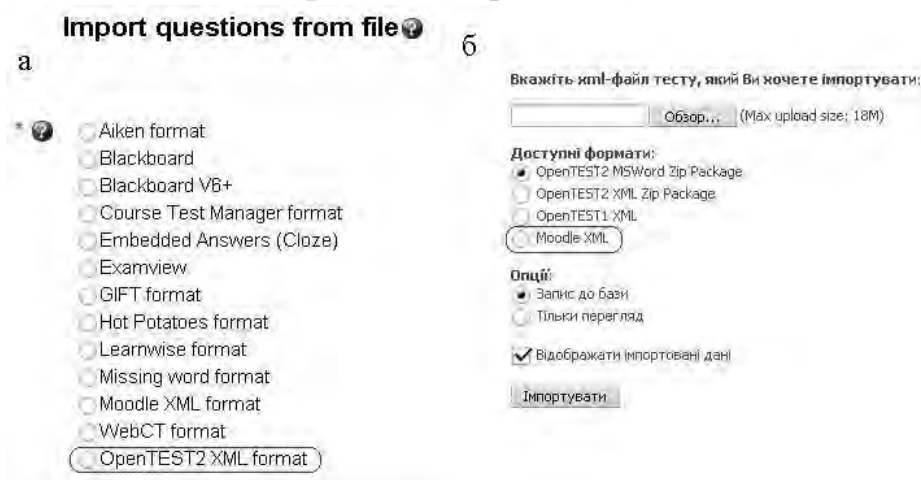 Import questions from file
а
*
Aiken format
Blackboard
Blackboard V6+
Course Test Manager format
Embedded Answers (Cloze)
Examview
GIFT format
Hot Potatoes format
Learnwise format
Missing word format
Moodle XML format
WebCT format
OpenTEST2 XML format
б
Вкажіть xml-файл тесту, який Ви хочете імпортувати:
Обзор... (Max upload size: 18M)
Доступні формати:
OpenTEST2 MSWord Zip Package
OpenTEST2 XML Zip Package
OpenTEST1 XML
Moodle XML
Опції:
Запис до бази
Тільки перегляд
Відображати імпортовані дані
Імпортувати